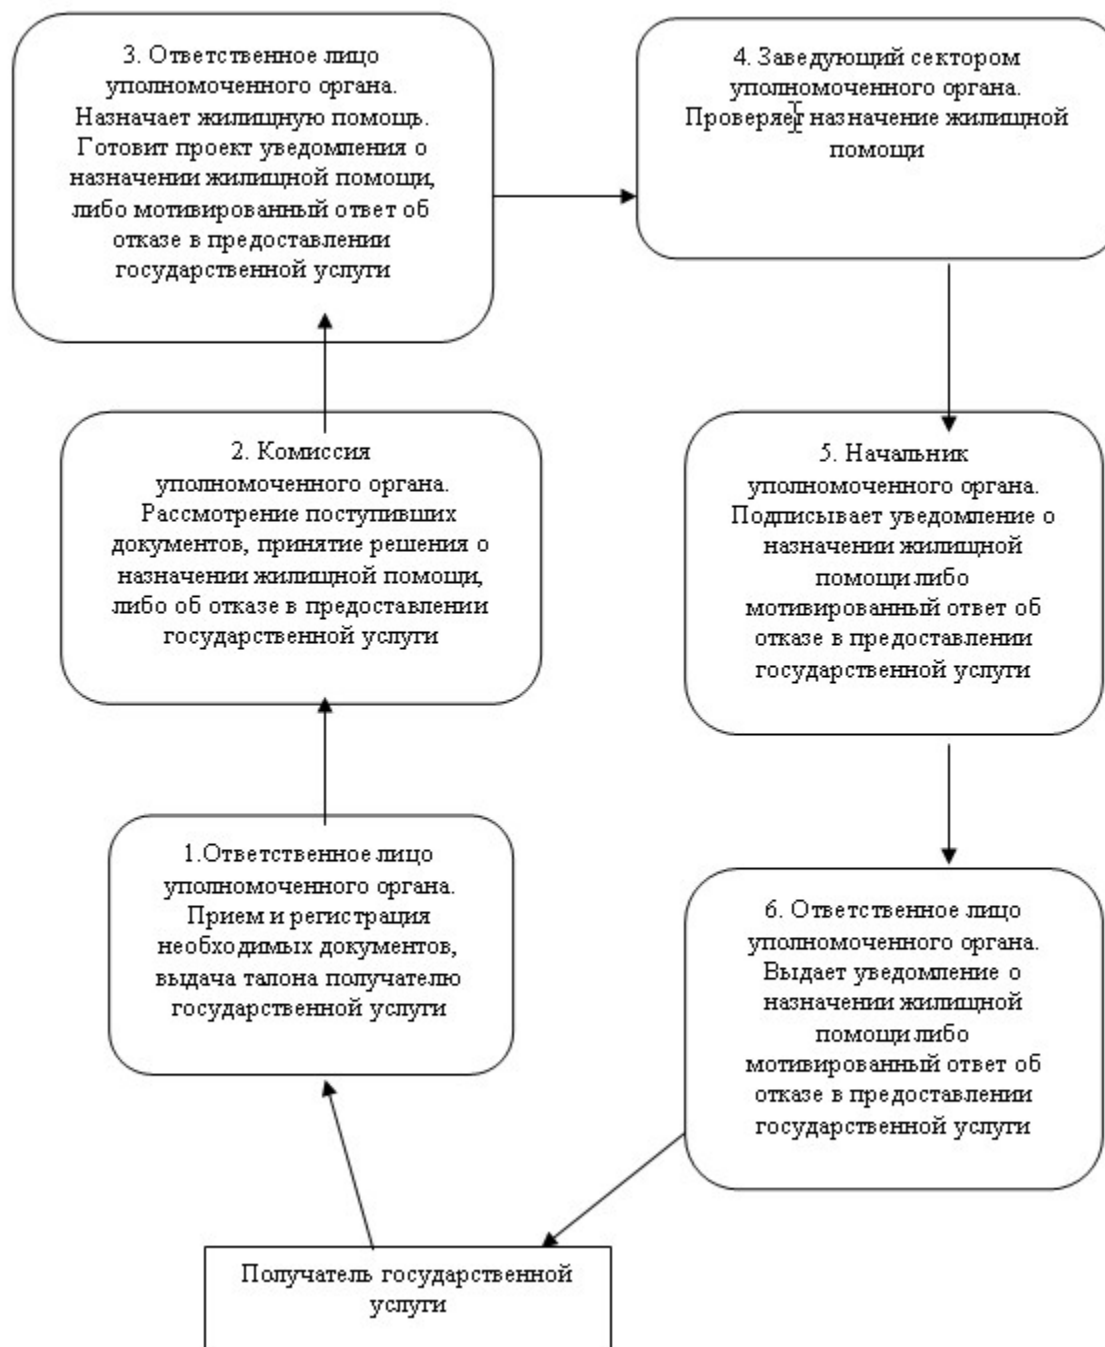 3. Ответственное лицо
уполномоченного органа.
Назначает жилищную помощь.
Готовит проект уведомления о
назначении жилищной помощи,
либо мотивированный ответ об
отказе в предоставлении
государственной услуги
4. Заведующий сектором
уполномоченного органа.
Проверяет назначение жилищной
помощи
2. Комиссия
уполномоченного органа.
Рассмотрение поступивших
документов, принятие решения о
назначении жилищной помощи,
либо об отказе в предоставлении
государственной услуги
5. Начальник
уполномоченного органа.
Подписывает уведомление о
назначении жилищной
помощи либо
мотивированный ответ об
отказе в предоставлении
государственной услуги
1.Ответственное лицо
уполномоченного органа.
Прием и регистрация
необходимых документов,
выдача талона получателю
государственной услуги
6. Ответственное лицо
уполномоченного органа.
Выдает уведомление о
назначении жилищной
помощи либо
мотивированный ответ об
отказе в предоставлении
государственной услуги
Получатель государственной
услуги